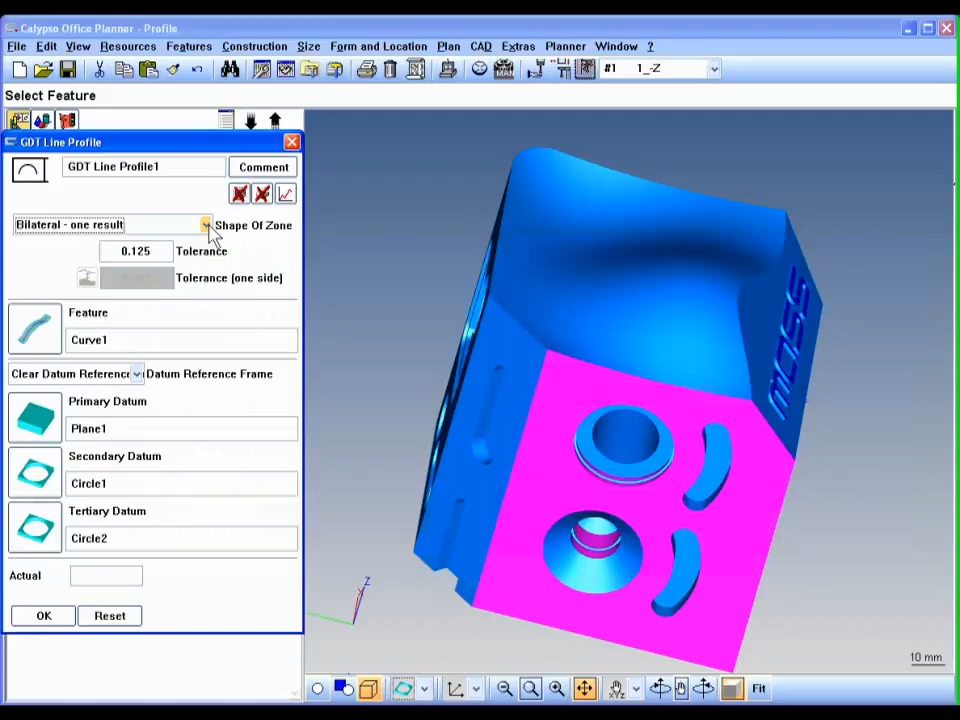 Calypso Office Planner - Profile
File Edit View Resources Features Construction Size Form and Location Plan CAD Extras Planner Window ?
#1 1_-Z
Select Feature
GDT Line Profile
GDT Line Profile1 Comment
Bilateral - one result Shape Of Zone
0.125 Tolerance
Tolerance (one side)
Feature
Curve1
Clear Datum Reference Datum Reference Frame
Primary Datum
Plane1
Secondary Datum
Circle1
Tertiary Datum
Circle2
Actual
OK Reset
MQSS
Z
10 mm
XYZ
Fit